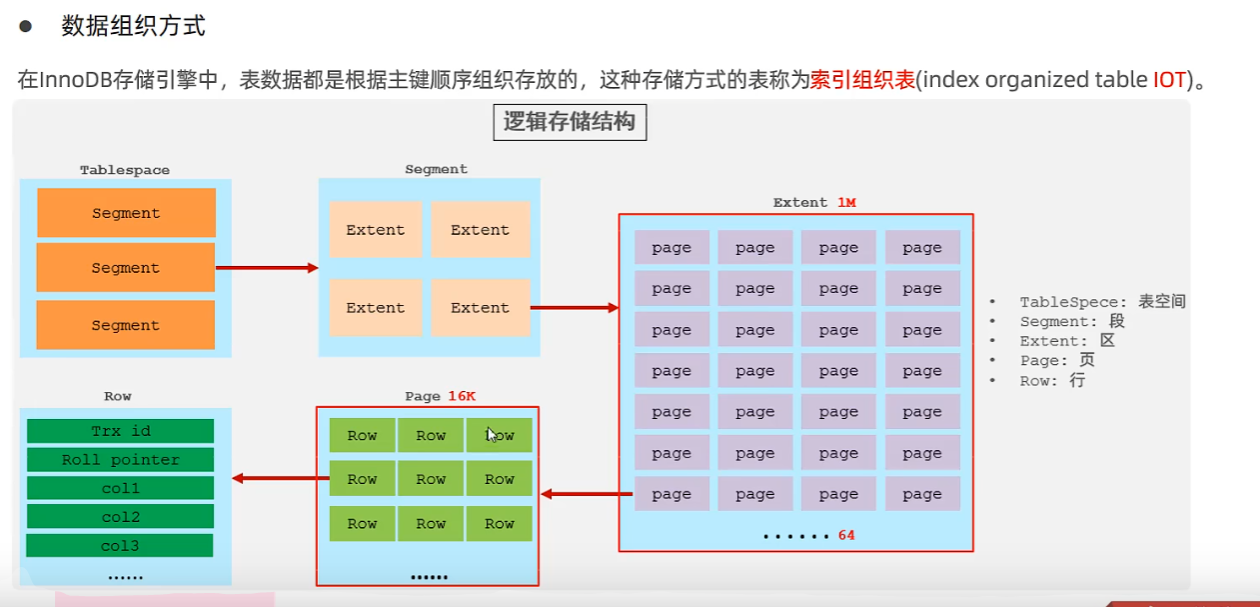 ● 数据组织方式
在InnoDB存储引擎中，表数据都是根据主键顺序组织存放的，这种存储方式的表称为索引组织表(index organized table IOT)。
逻辑存储结构
Tablespace
Segment
Segment
Segment
Segment
Extent Extent
Extent Extent
Extent 1M
page page page page
page page page page
page page page page
page page page page
page page page page
page page page page
page page page page
......64
• TableSpece: 表空间
• Segment: 段
• Extent: 区
• Page: 页
• Row: 行
Page 16K
Row Row Row
Row Row Row
Row Row Row
......
Row
Trx id
Roll pointer
col1
col2
col3
......